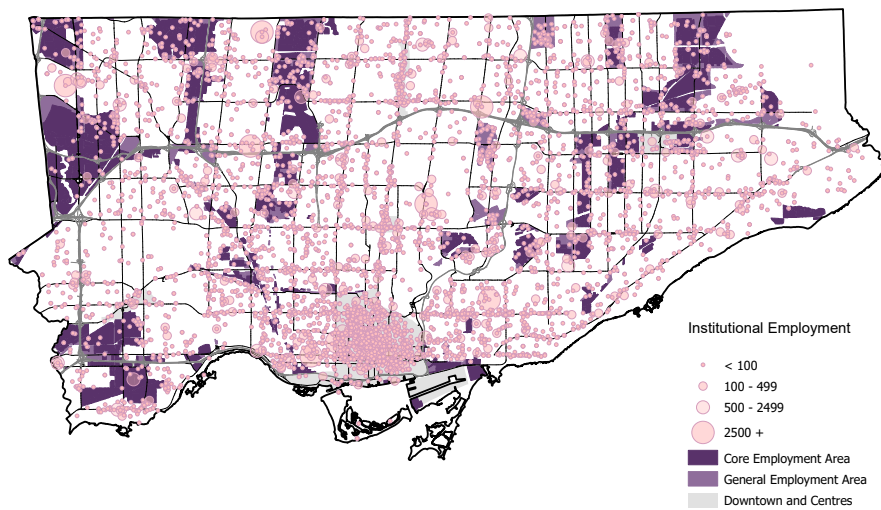 Institutional Employment
< 100
100 - 499
500 - 2499
2500 +
Core Employment Area
General Employment Area
Downtown and Centres